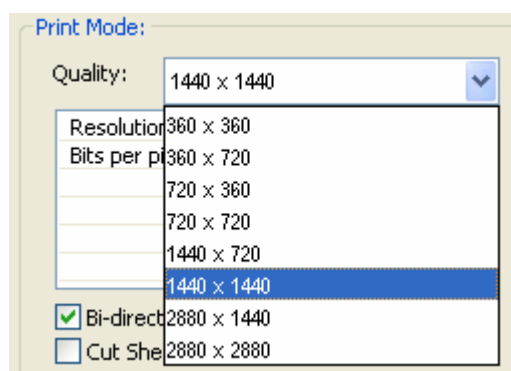 Print Mode:
Quality: 1440 x 1440
Resolution 360 x 360
Bits per pi 360 x 720
720 x 360
720 x 720
1440 x 720
1440 x 1440
Bi-direct 2880 x 1440
Cut She 2880 x 2880